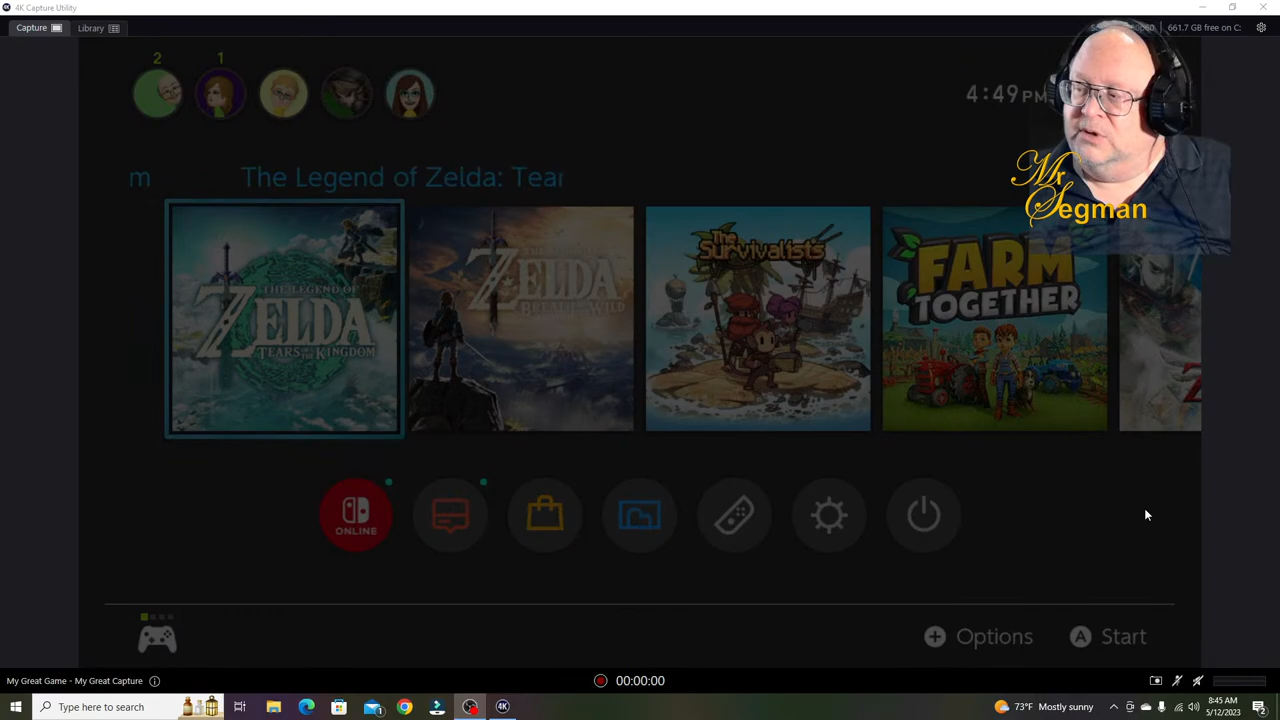 4K Capture Utility
Capture
Library
661.7 GB free on C:
2
1
4:49 PM
m The Legend of Zelda: Tear
Mr
Segman
THE LEGEND OF
ZELDA
TEARS OF THE KINGDOM
ZELDA
BREATH OF THE WILD
The
Survivalists
FARM
TOGETHER
Z
ONLINE
+ Options
A Start
My Great Game - My Great Capture
00:00:00
Type here to search
1
4K
73°F Mostly sunny
8:45 AM
5/12/2023
2